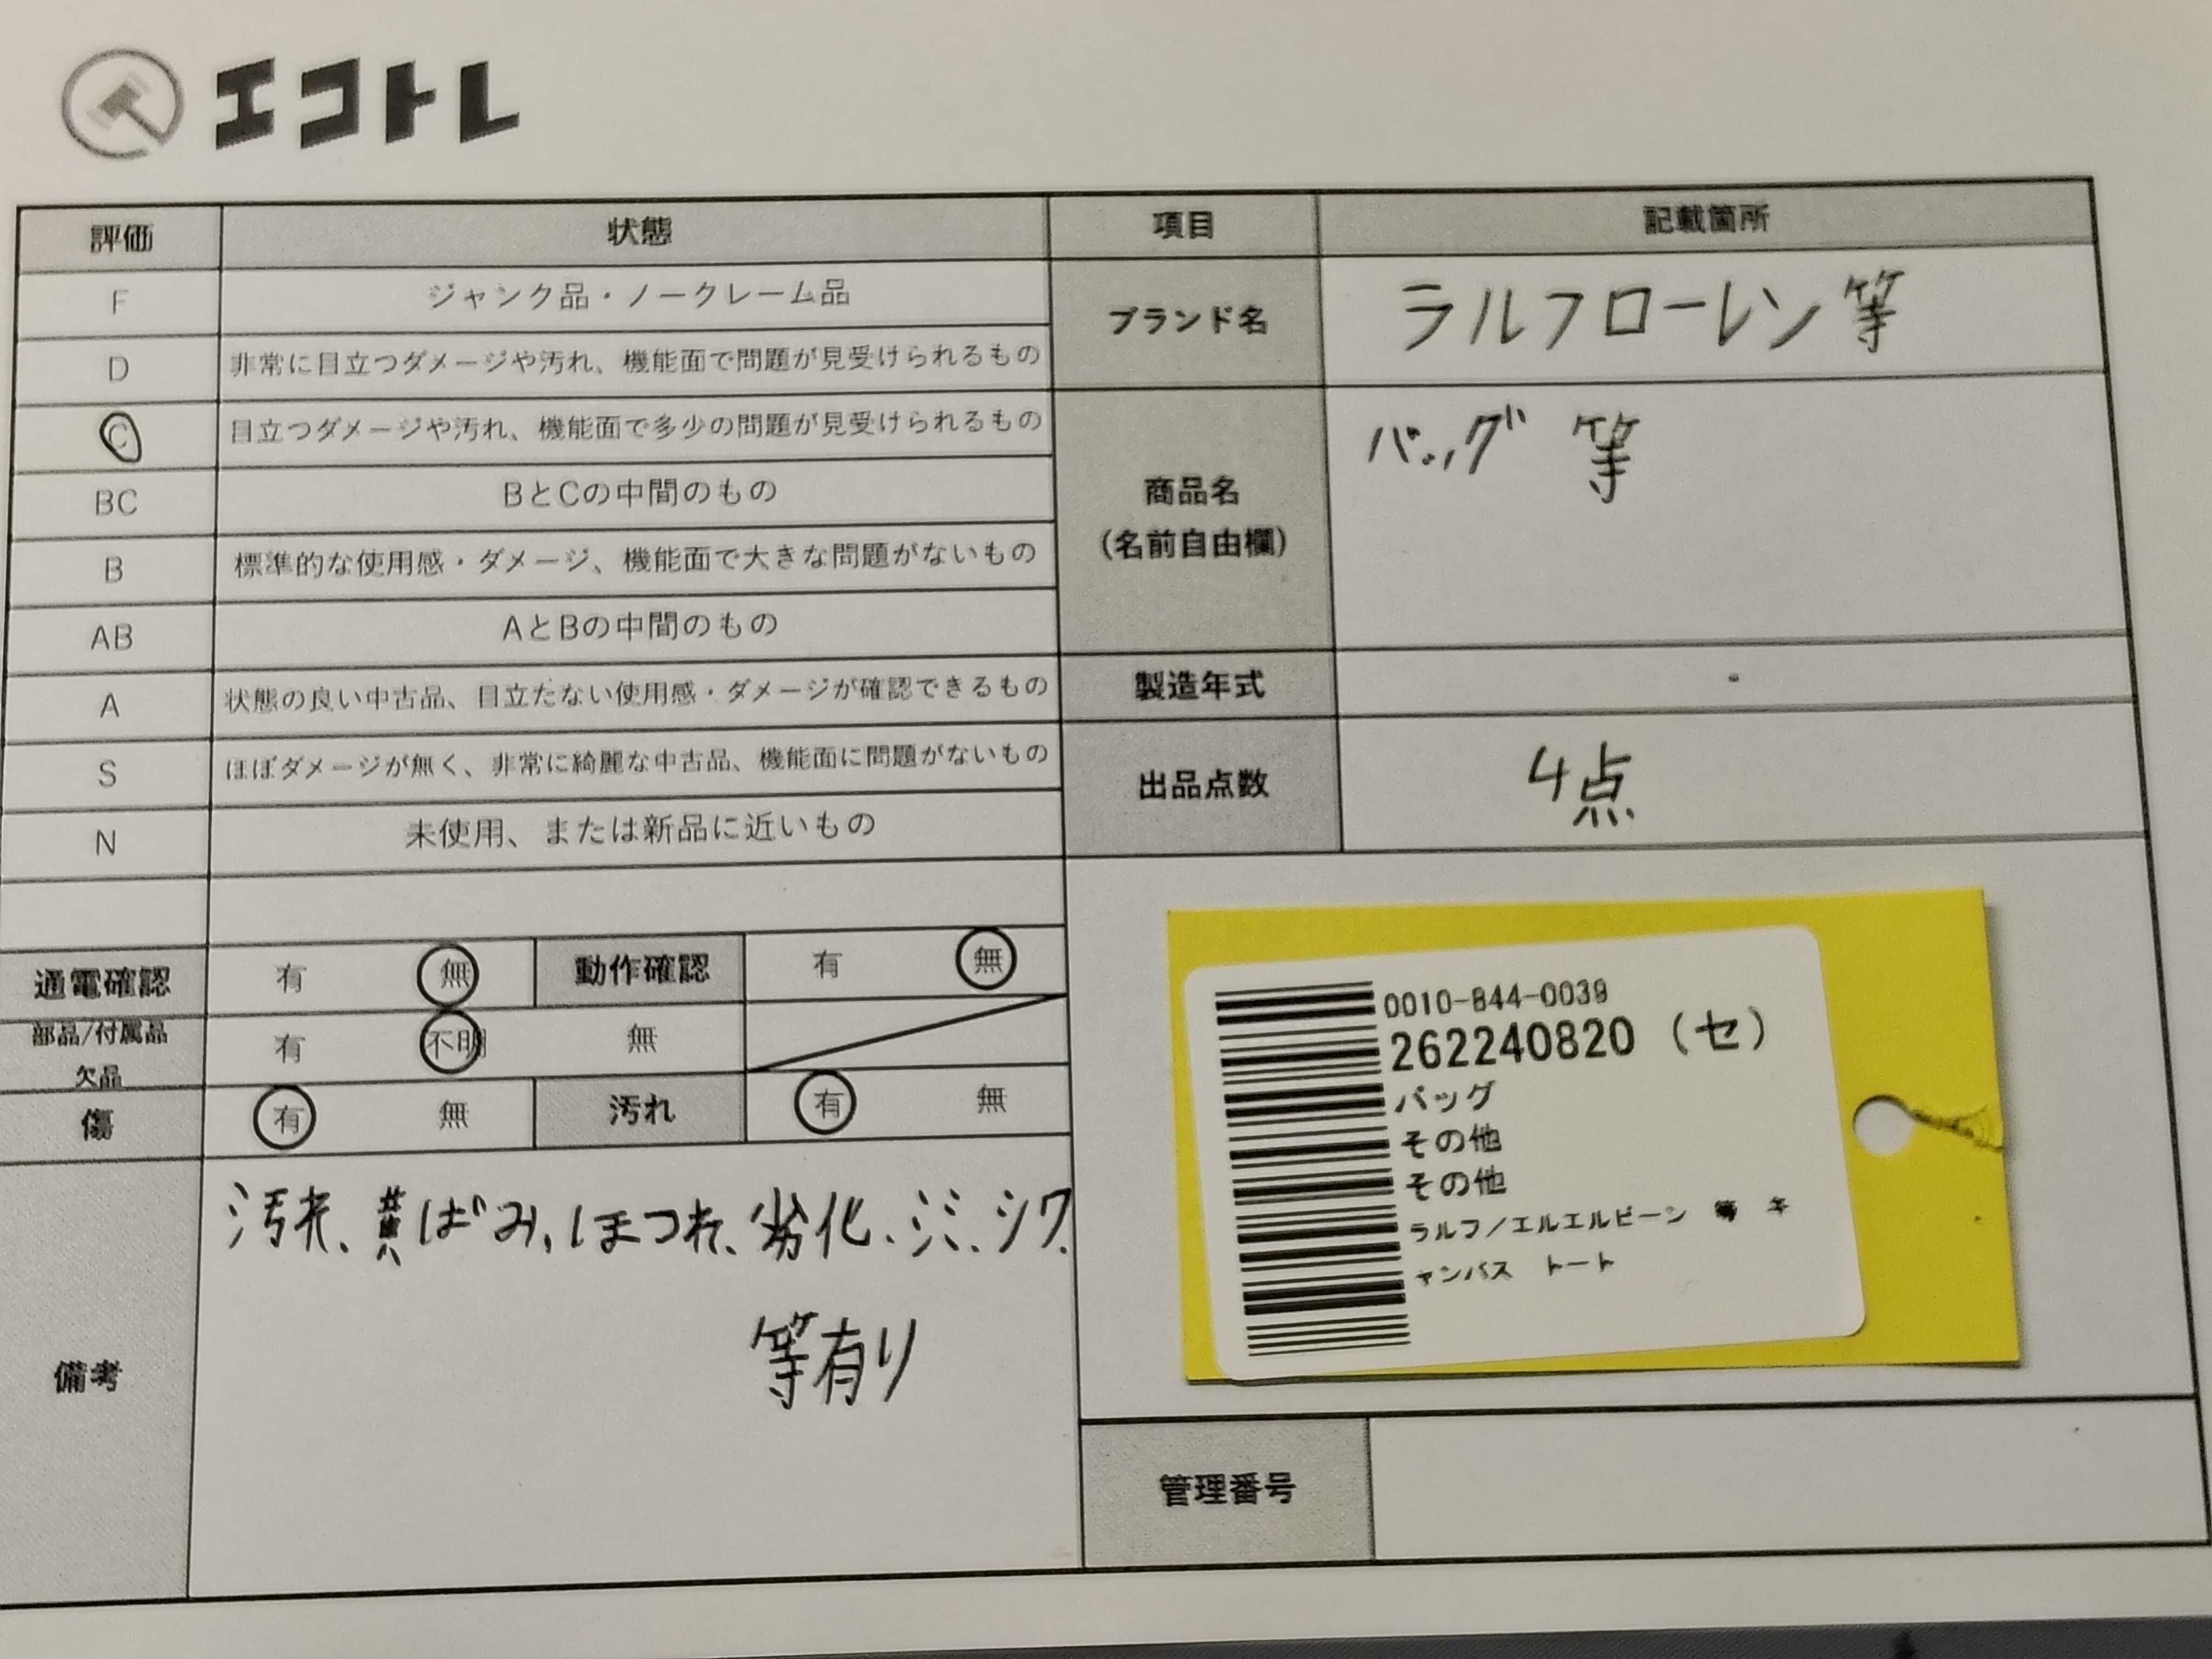 エコトレ
評価 状態
F ジャンク品・ノークレーム品
D 非常に目立つダメージや汚れ、機能面で問題が見受けられるもの
C 目立つダメージや汚れ、機能面で多少の問題が見受けられるもの
BC BとCの中間のもの
B 標準的な使用感・ダメージ、機能面で大きな問題がないもの
AB AとBの中間のもの
A 状態の良い中古品、目立たない使用感・ダメージが確認できるもの
S ほぼダメージが無く、非常に綺麗な中古品、機能面に問題がないもの
N 未使用、または新品に近いもの
通電確認 有 無 動作確認 有 無
部品/付属品
欠品 有 不明 無
傷 有 無 汚れ 有 無
備考 汚れ、黄ばみ、ほつれ、劣化、シミ、シワ、
等有り
項目 記載箇所
ブランド名 ラルフローレン等
商品名
(名前自由欄) バッグ 等
製造年式
出品点数 4点
0010-844-0039
262240820 (セ)
バッグ
その他
その他
ラルフ/エルエルビーン 等 キ
ャンバス トート
管理番号